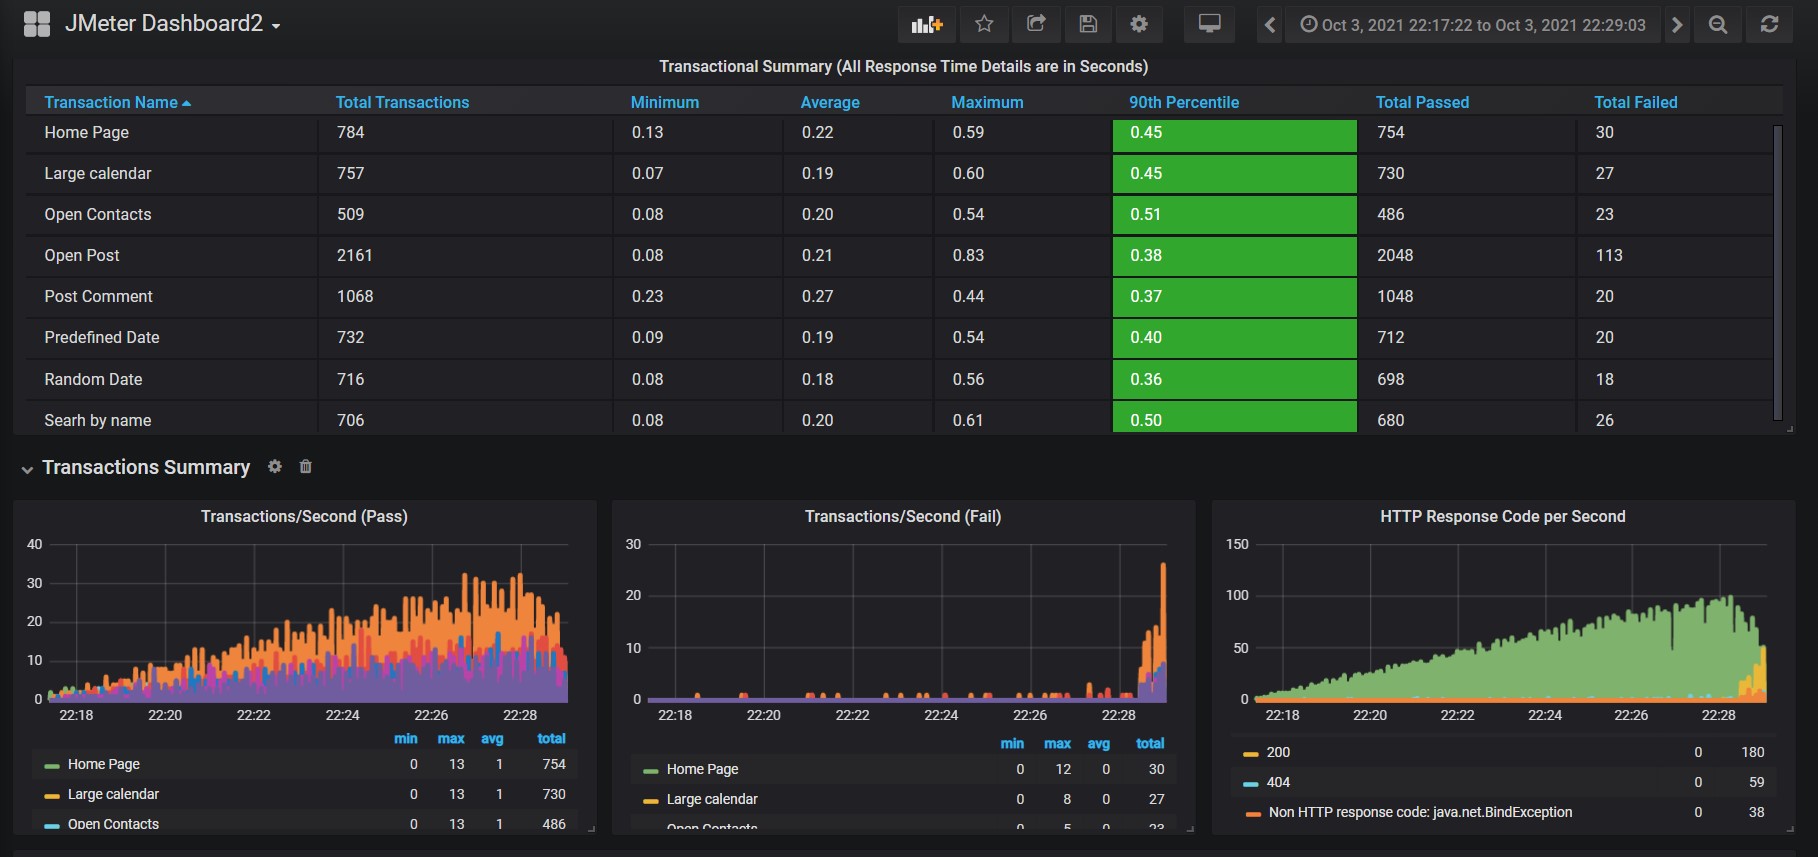 JMeter Dashboard2
Oct 3, 2021 22:17:22 to Oct 3, 2021 22:29:03
Transactional Summary (All Response Time Details are in Seconds)
Transaction Name Total Transactions Minimum Average Maximum 90th Percentile Total Passed Total Failed
Home Page 784 0.13 0.22 0.59 0.45 754 30
Large calendar 757 0.07 0.19 0.60 0.45 730 27
Open Contacts 509 0.08 0.20 0.54 0.51 486 23
Open Post 2161 0.08 0.21 0.83 0.38 2048 113
Post Comment 1068 0.23 0.27 0.44 0.37 1048 20
Predefined Date 732 0.09 0.19 0.54 0.40 712 20
Random Date 716 0.08 0.18 0.56 0.36 698 18
Searh by name 706 0.08 0.20 0.61 0.50 680 26
Transactions Summary
Transactions/Second (Pass)
40
30
20
10
0
22:18 22:20 22:22 22:24 22:26 22:28
min max avg total
Home Page 0 13 1 754
Large calendar 0 13 1 730
Open Contacts 0 13 1 486
Transactions/Second (Fail)
30
20
10
0
22:18 22:20 22:22 22:24 22:26 22:28
min max avg total
Home Page 0 12 0 30
Large calendar 0 8 0 27
Open Contacts 0 5 0 23
HTTP Response Code per Second
150
100
50
0
22:18 22:20 22:22 22:24 22:26 22:28
200 0 180
404 0 59
Non HTTP response code: java.net.BindException 0 38